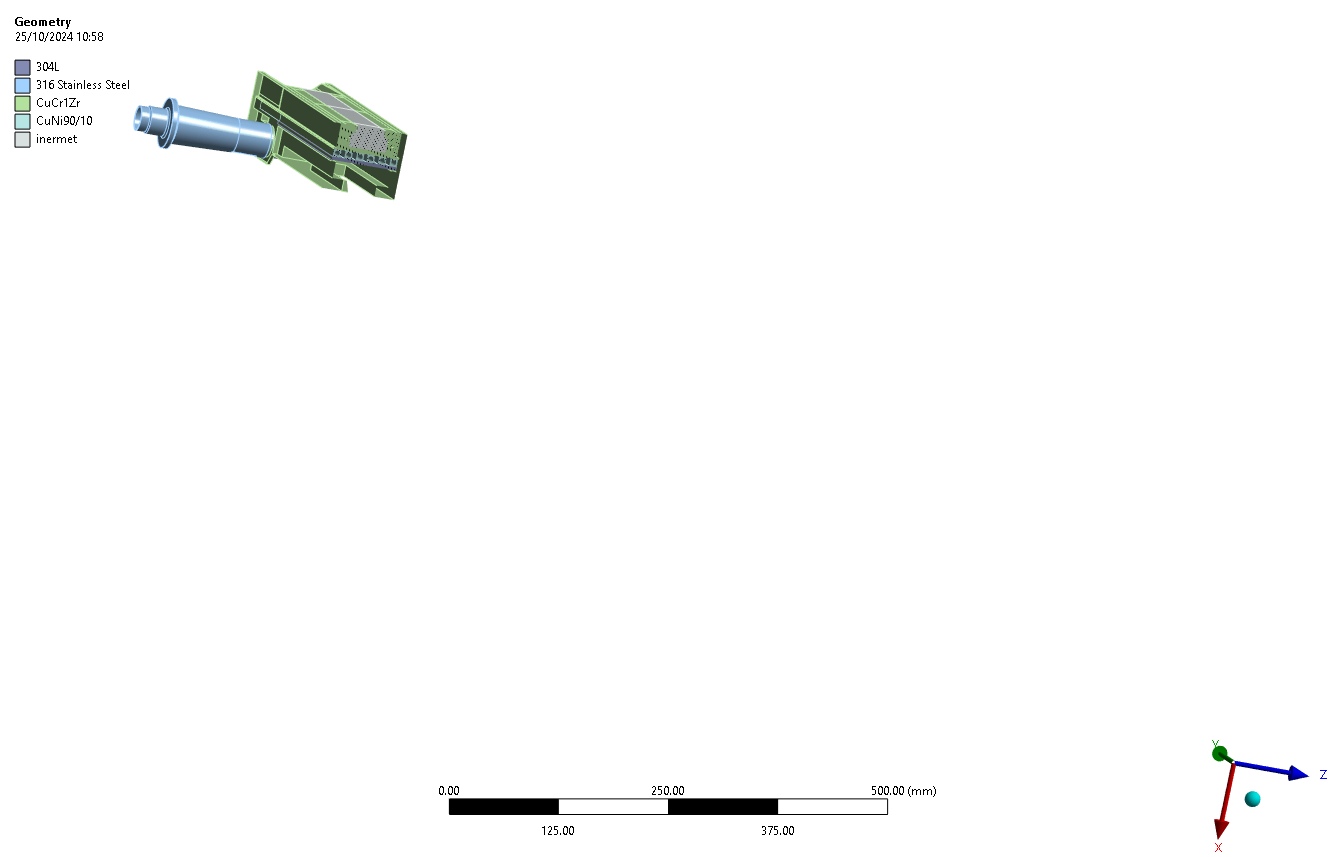 Geometry
25/10/2024 10:58
304L
316 Stainless Steel
CuCr1Zr
CuNi90/10
inermet
0.00 250.00 500.00 (mm)
125.00 375.00
Y
Z
X